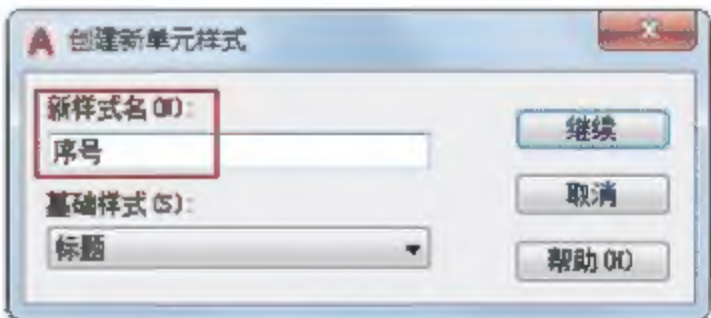 创建新单元样式
新样式名(N):
继续
序号
取消
基础样式(S):
标题
帮助(H)